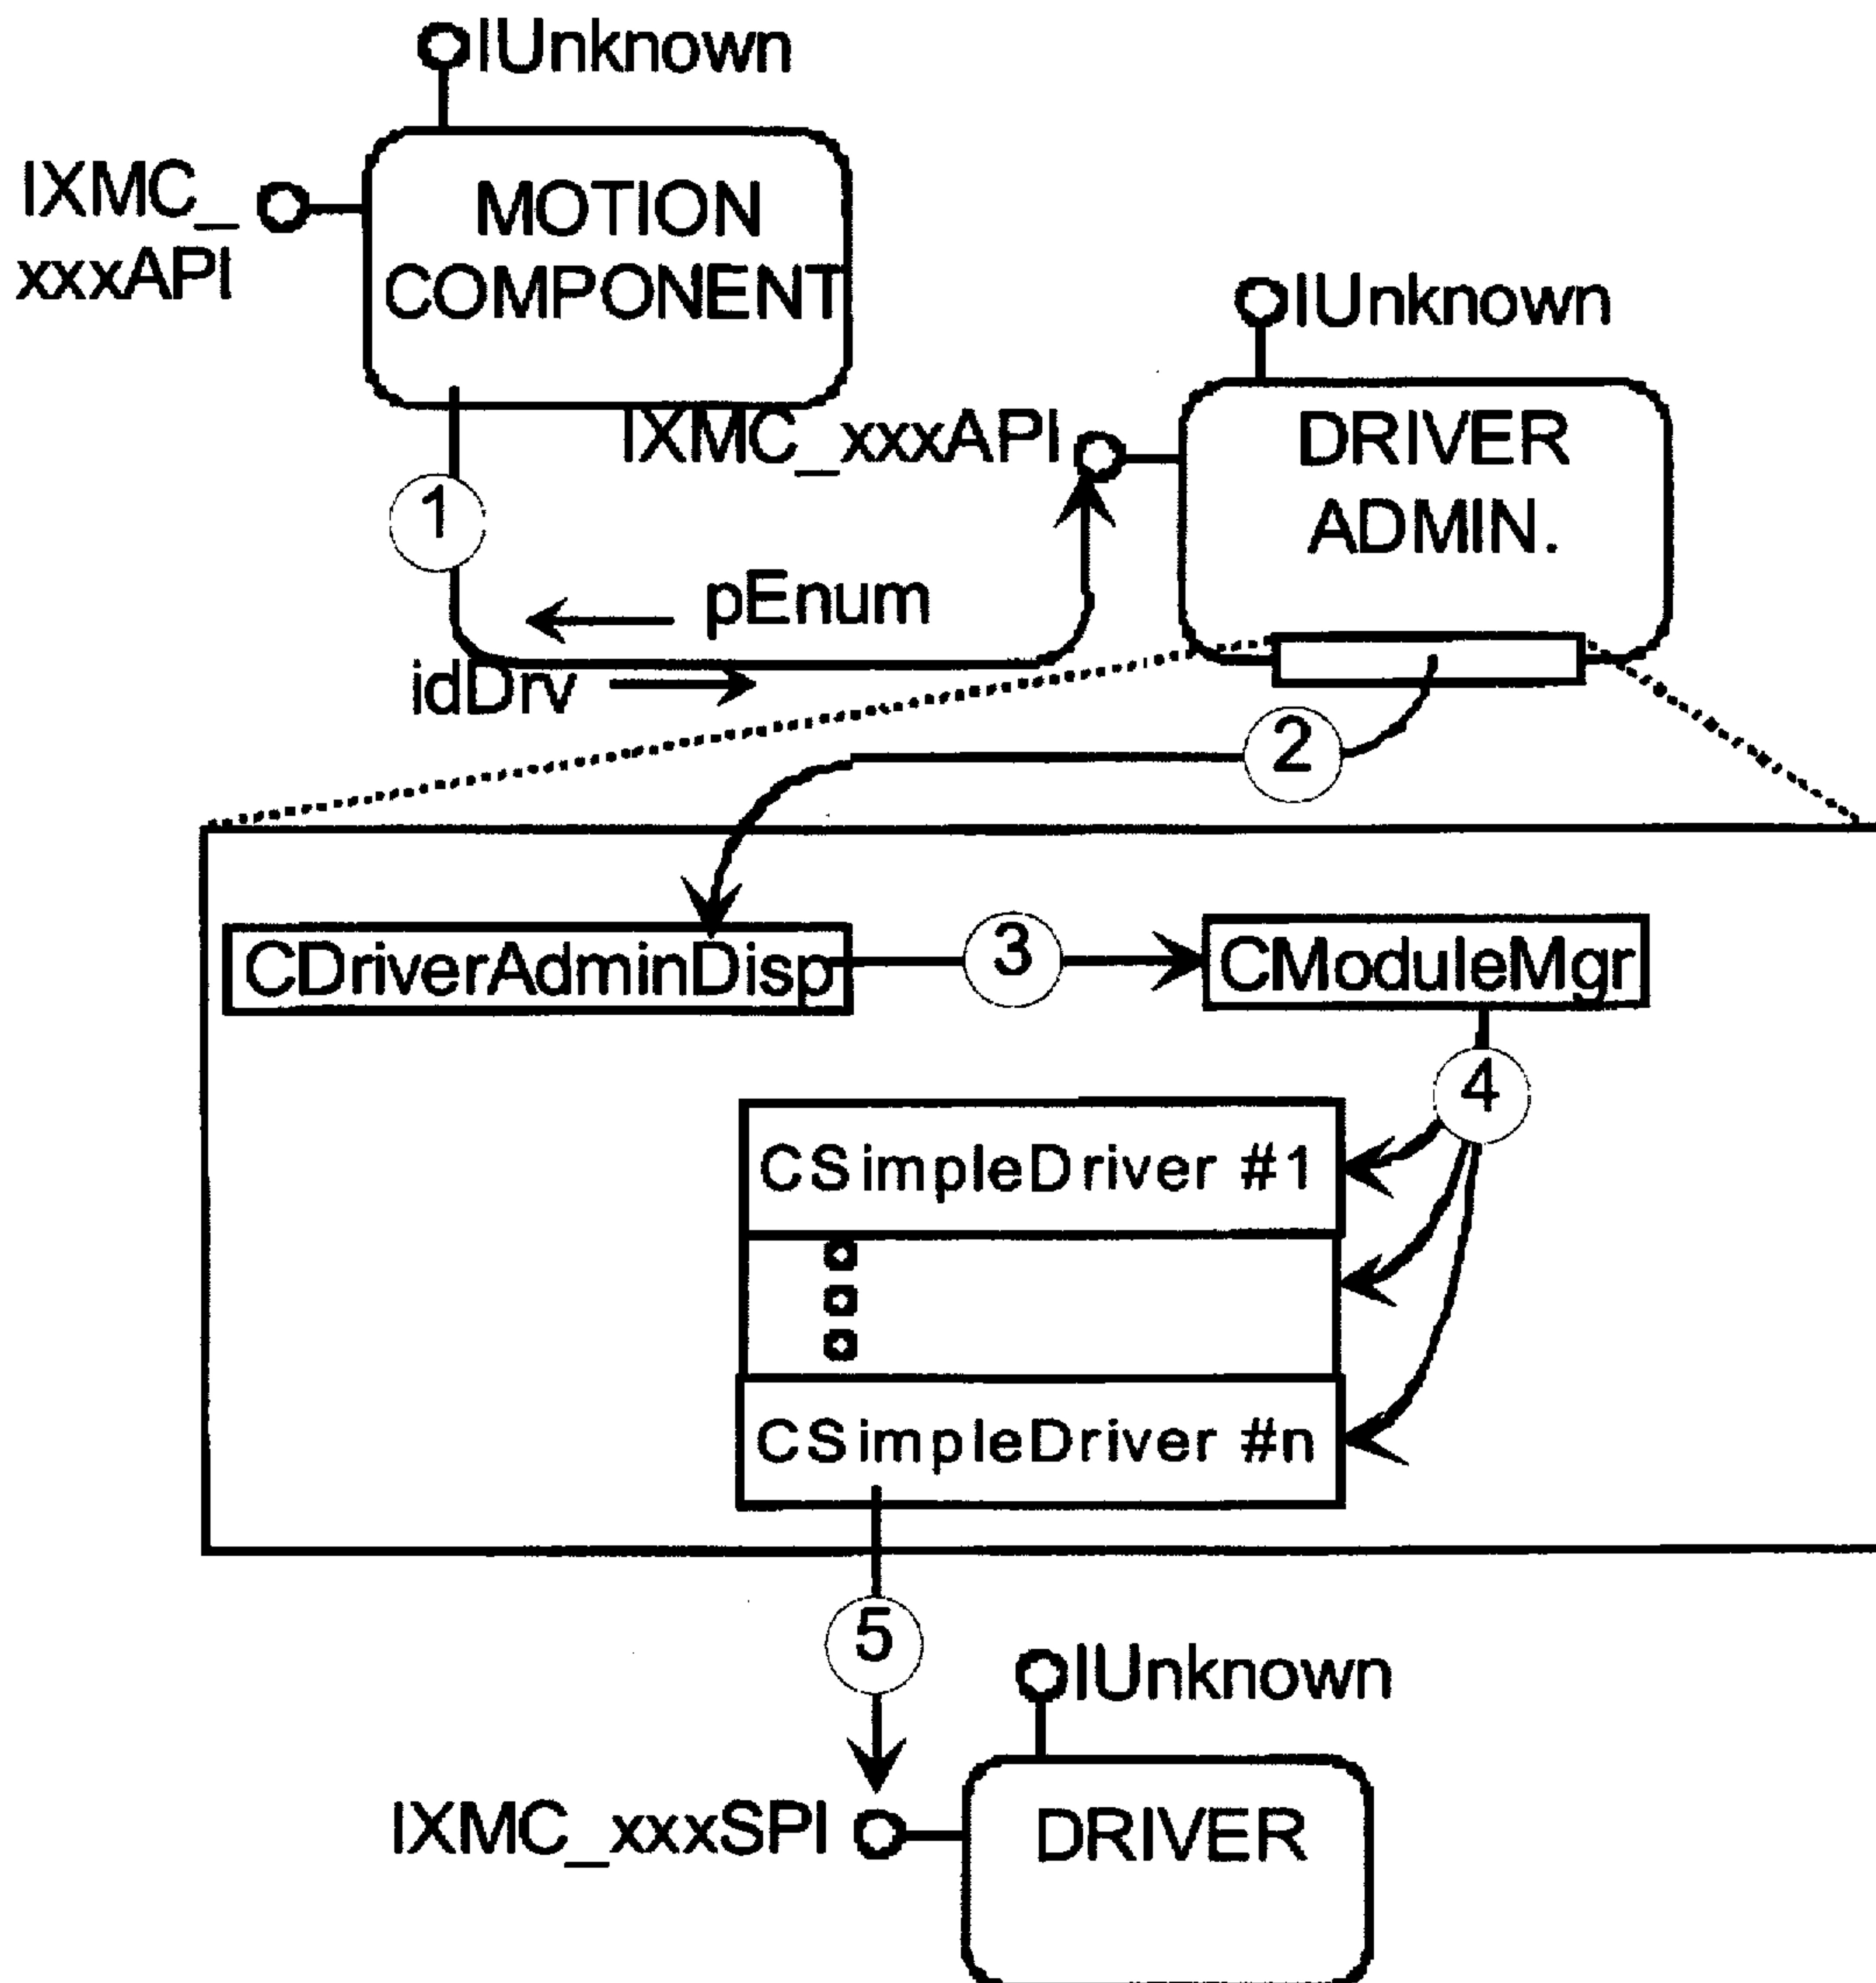 IUnknown
IXMC_
xxxAPI
MOTION
COMPONENT
IUnknown
IXMC_xxxAPI
DRIVER
ADMIN.
1
pEnum
idDrv
2
CDriverAdminDisp
3
CModuleMgr
4
CSimpleDriver #1
CSimpleDriver #n
5
IUnknown
IXMC_xxxSPI
DRIVER